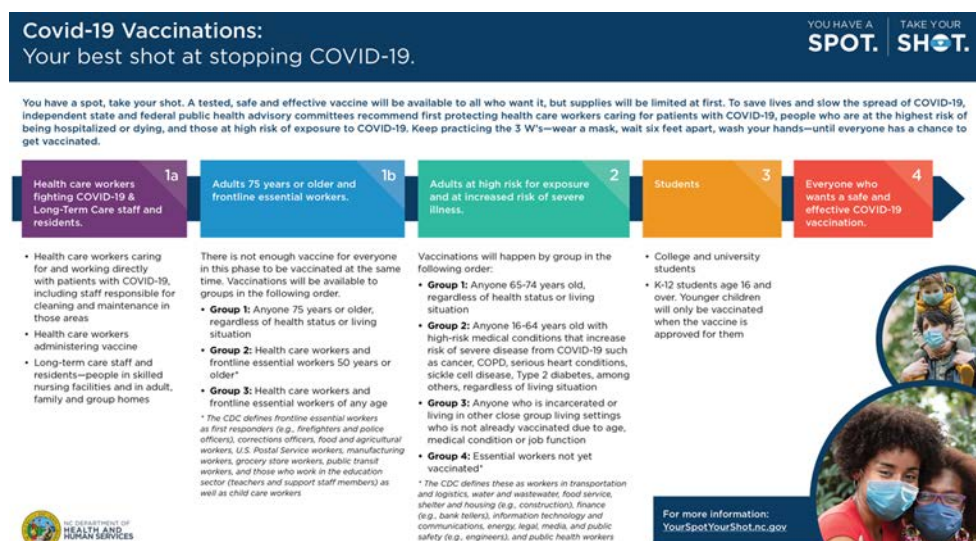 Covid-19 Vaccinations:
Your best shot at stopping COVID-19.
YOU HAVE A
SPOT.
TAKE YOUR
SHOT.
You have a spot, take your shot. A tested, safe and effective vaccine will be available to all who want it, but supplies will be limited at first. To save lives and slow the spread of COVID-19,
independent state and federal public health advisory committees recommend first protecting health care workers caring for patients with COVID-19, people who are at the highest risk of
being hospitalized or dying, and those at high risk of exposure to COVID-19. Keep practicing the 3 W's—wear a mask, wait six feet apart, wash your hands—until everyone has a chance to
get vaccinated.
1a
Health care workers
fighting COVID-19 &
Long-Term Care staff and
residents.
• Health care workers caring
for and working directly
with patients with COVID-19,
including staff responsible for
cleaning and maintenance in
those areas
• Health care workers
administering vaccine
• Long-term care staff and
residents—people in skilled
nursing facilities and in adult,
family and group homes
1b
Adults 75 years or older and
frontline essential workers.
There is not enough vaccine for everyone
in this phase to be vaccinated at the same
time. Vaccinations will be available to
groups in the following order.
• Group 1: Anyone 75 years or older,
regardless of health status or living
situation
• Group 2: Health care workers and
frontline essential workers 50 years or
older*
• Group 3: Health care workers and
frontline essential workers of any age
* The CDC defines frontline essential workers
as first responders (e.g., firefighters and police
officers), corrections officers, food and agricultural
workers, U.S. Postal Service workers, manufacturing
workers, grocery store workers, public transit
workers, and those who work in the education
sector (teachers and support staff members) as
well as child care workers
2
Adults at high risk for exposure
and at increased risk of severe
illness.
Vaccinations will happen by group in the
following order:
• Group 1: Anyone 65-74 years old,
regardless of health status or living
situation
• Group 2: Anyone 16-64 years old with
high-risk medical conditions that increase
risk of severe disease from COVID-19 such
as cancer, COPD, serious heart conditions,
sickle cell disease, Type 2 diabetes, among
others, regardless of living situation
• Group 3: Anyone who is incarcerated or
living in other close group living settings
who is not already vaccinated due to age,
medical condition or job function
• Group 4: Essential workers not yet
vaccinated*
* The CDC defines these as workers in transportation
and logistics, water and wastewater, food service,
shelter and housing (e.g., construction), finance
(e.g., bank tellers), information technology and
communications, energy, legal, media, and public
safety (e.g., engineers), and public health workers
3
Students
• College and university
students
• K-12 students age 16 and
over. Younger children
will only be vaccinated
when the vaccine is
approved for them
4
Everyone who
wants a safe and
effective COVID-19
vaccination.
NC DEPARTMENT OF
HEALTH AND
HUMAN SERVICES
For more information:
YourSpotYourShot.nc.gov